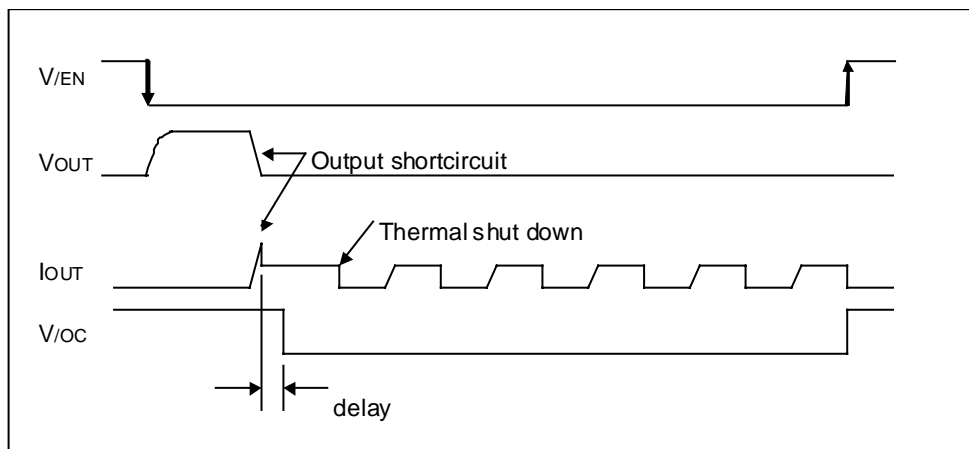 V/EN
VOUT
Output shortcircuit
Thermal shut down
IOUT
V/OC
delay